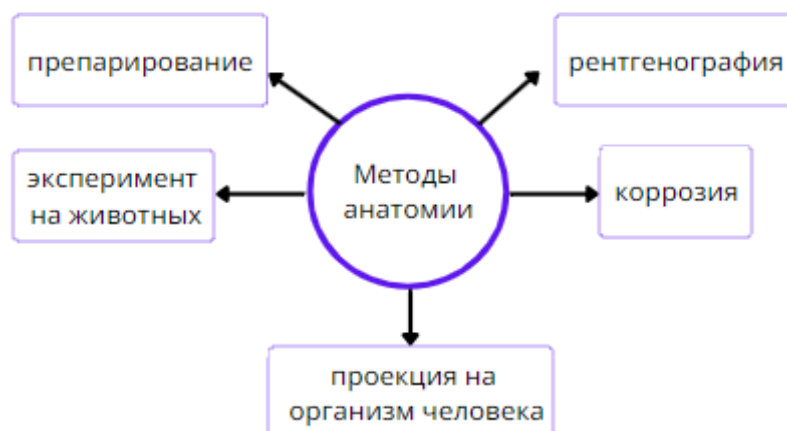 препарирование
рентгенография
эксперимент
на животных
Методы
анатомии
коррозия
проекция на
организм человека